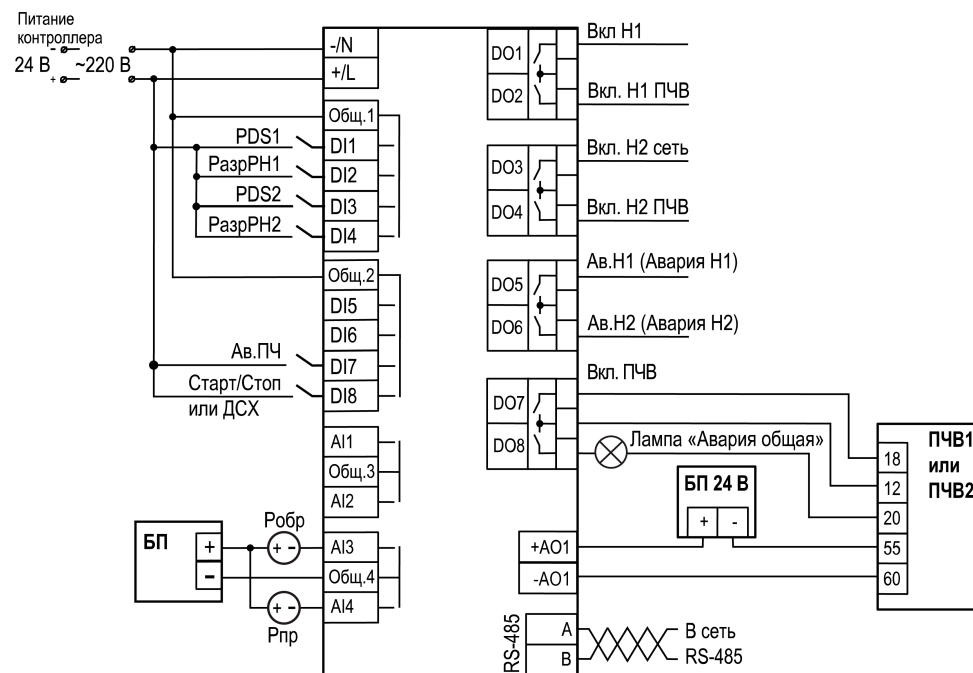 Питание
контроллера
- 
24 В ~220 В
+
-/N
+/L
Общ.1
PDS1
DI1
РазрРН1
DI2
PDS2
DI3
РазрРН2
DI4
Общ.2
DI5
DI6
Ав.ПЧ
DI7
Старт/Стоп
или ДСХ
DI8
AI1
Общ.3
AI2
БП
+
-
Pобр
+ -
AI3
Общ.4
+ -
AI4
Pпр
DO1
DO2
Вкл Н1
Вкл. Н1 ПЧВ
DO3
DO4
Вкл. Н2 сеть
Вкл. Н2 ПЧВ
DO5
DO6
Ав.Н1 (Авария Н1)
Ав.Н2 (Авария Н2)
DO7
DO8
Вкл. ПЧВ
Лампа «Авария общая»
БП 24 В
+ -
+AO1
-AO1
18
12
20
55
60
ПЧВ1
или
ПЧВ2
RS-485
A
B
В сеть
RS-485